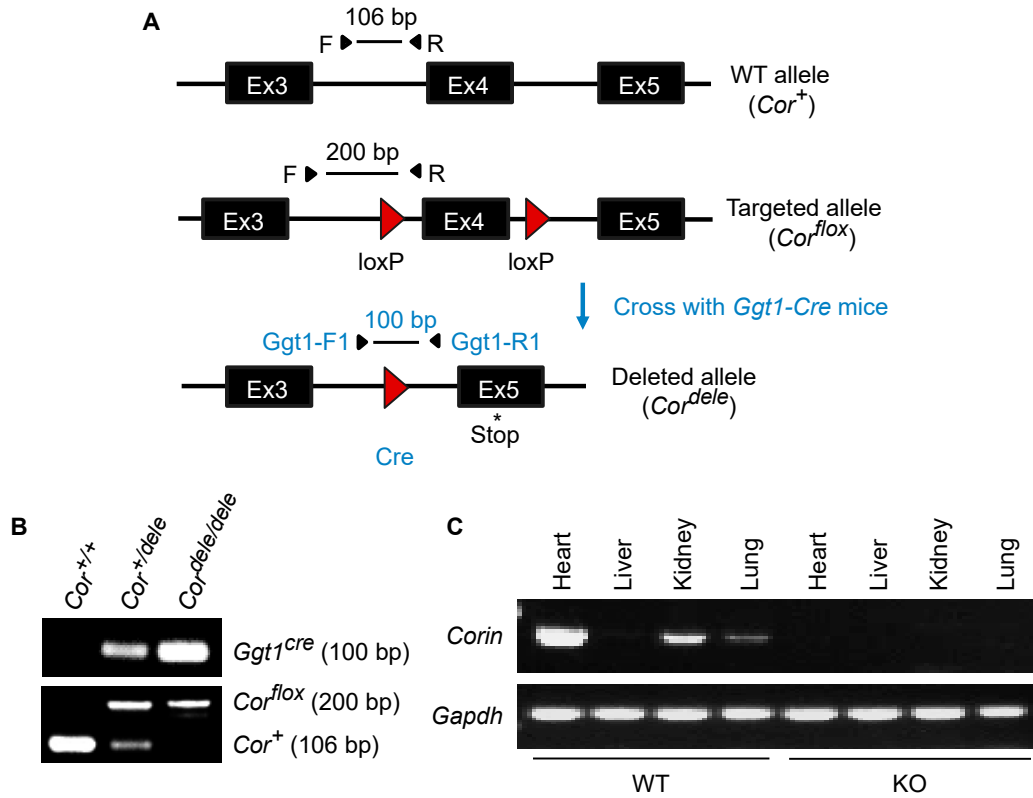 A
106 bp
F R
Ex3 Ex4 Ex5
WT allele
(Cor+)
200 bp
F R
Ex3 Ex4 Ex5
loxP loxP
Targeted allele
(Corflox)
Cross with Ggt1-Cre mice
100 bp
Ggt1-F1 Ggt1-R1
Ex3 Ex5
*
Stop
Cre
Deleted allele
(Cordele)
B
Cor+/+ Cor+/dele Cordele/dele
Ggt1cre (100 bp)
Corflox (200 bp)
Cor+ (106 bp)
C
Heart Liver Kidney Lung Heart Liver Kidney Lung
Corin
Gapdh
WT KO